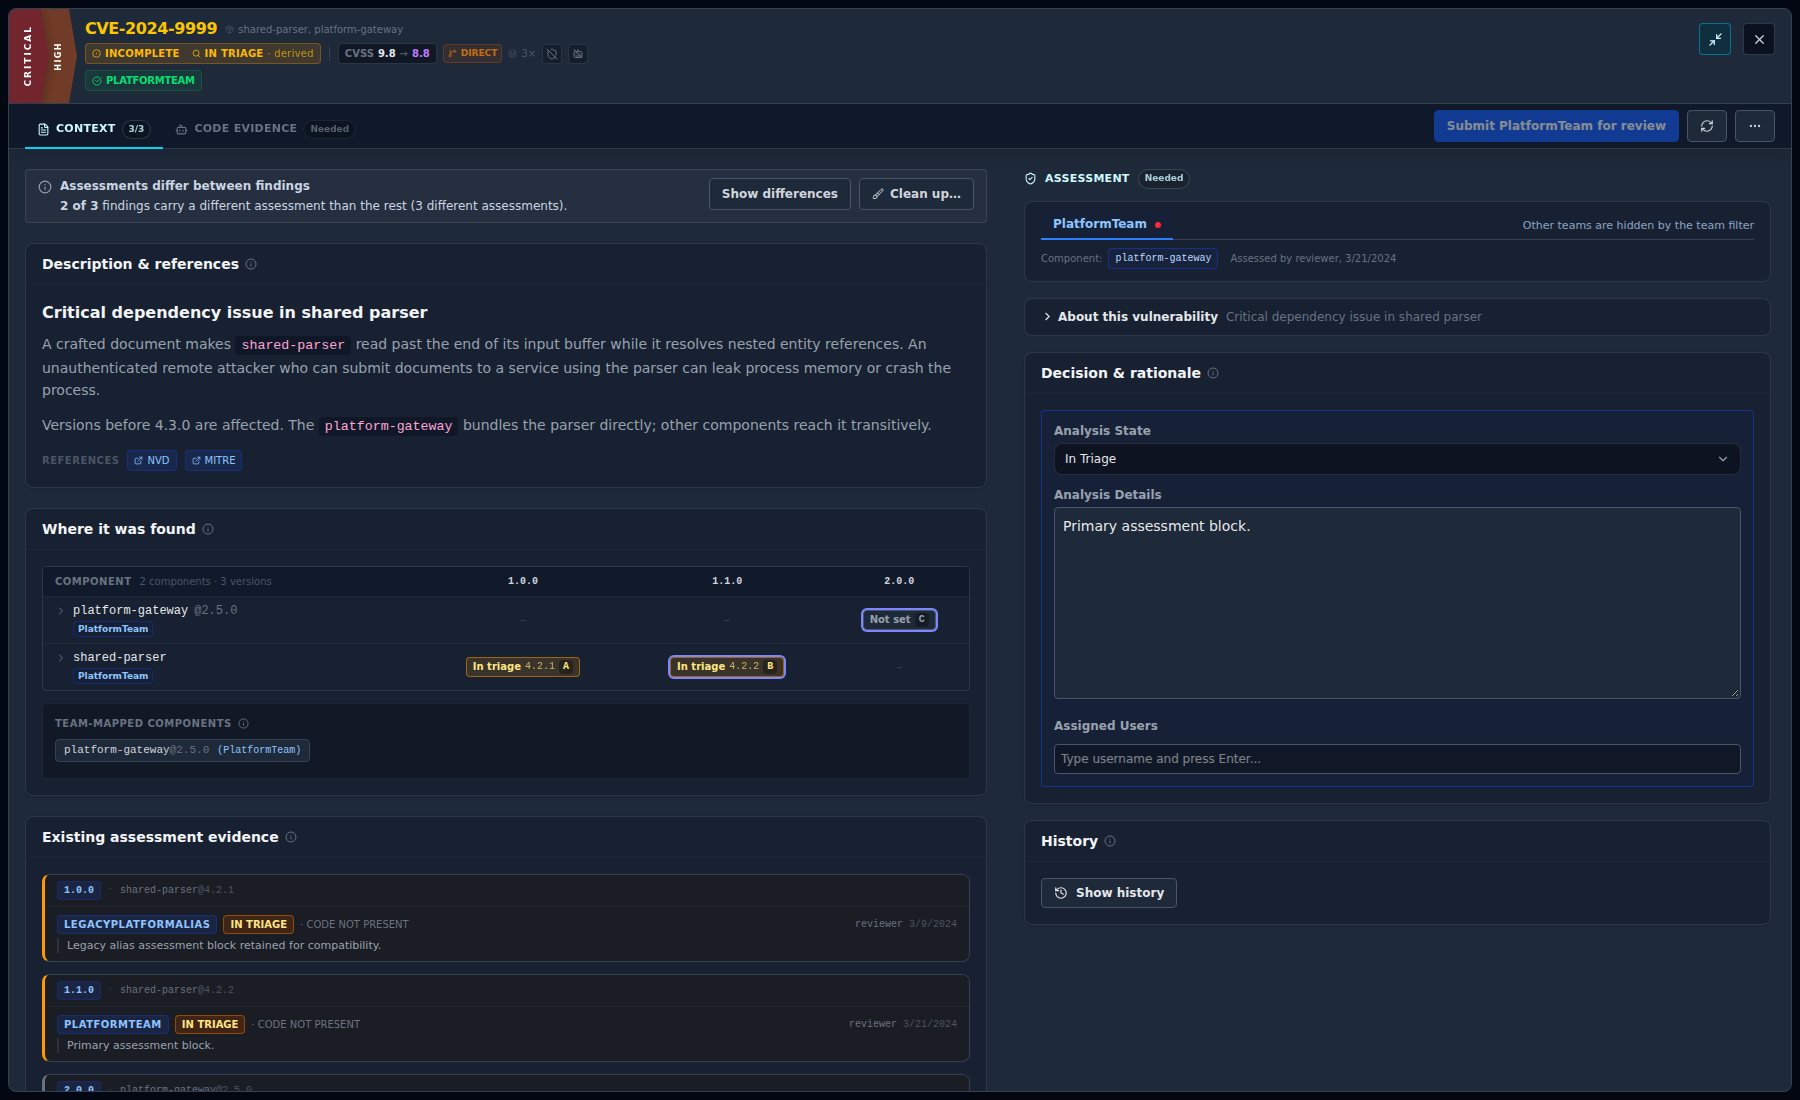 CRITICAL
HIGH
CVE-2024-9999 shared-parser, platform-gateway
INCOMPLETE IN TRIAGE · derived CVSS 9.8 → 8.8 DIRECT 3×
PLATFORMTEAM
CONTEXT 3/3 CODE EVIDENCE Needed
Submit PlatformTeam for review
Assessments differ between findings
2 of 3 findings carry a different assessment than the rest (3 different assessments).
Show differences Clean up...
Description & references
Critical dependency issue in shared parser
A crafted document makes shared-parser read past the end of its input buffer while it resolves nested entity references. An
unauthenticated remote attacker who can submit documents to a service using the parser can leak process memory or crash the
process.
Versions before 4.3.0 are affected. The platform-gateway bundles the parser directly; other components reach it transitively.
REFERENCES NVD MITRE
Where it was found
COMPONENT 2 components · 3 versions 1.0.0 1.1.0 2.0.0
platform-gateway @2.5.0 – – Not set C
PlatformTeam
shared-parser In triage 4.2.1 A In triage 4.2.2 B –
PlatformTeam
TEAM-MAPPED COMPONENTS
platform-gateway@2.5.0 (PlatformTeam)
Existing assessment evidence
1.0.0 · shared-parser@4.2.1
LEGACYPLATFORMALIAS IN TRIAGE · CODE NOT PRESENT reviewer 3/9/2024
Legacy alias assessment block retained for compatibility.
1.1.0 · shared-parser@4.2.2
PLATFORMTEAM IN TRIAGE · CODE NOT PRESENT reviewer 3/21/2024
Primary assessment block.
2.0.0 · platform-gateway@2.5.0
ASSESSMENT Needed
PlatformTeam
Other teams are hidden by the team filter
Component: platform-gateway Assessed by reviewer, 3/21/2024
About this vulnerability Critical dependency issue in shared parser
Decision & rationale
Analysis State
In Triage
Analysis Details
Primary assessment block.
Assigned Users
Type username and press Enter...
History
Show history